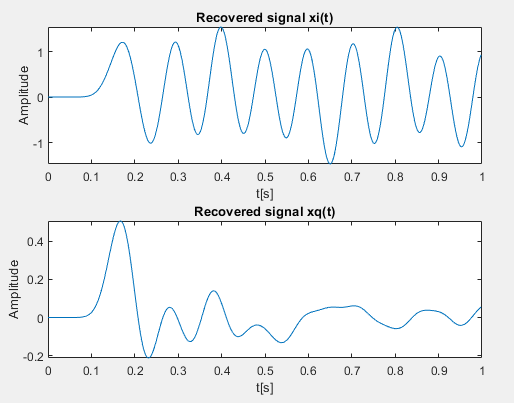 Recovered signal xi(t)
1
0
-1
Amplitude
0 0.1 0.2 0.3 0.4 0.5 0.6 0.7 0.8 0.9 1
t[s]
Recovered signal xq(t)
0.4
0.2
0
-0.2
Amplitude
0 0.1 0.2 0.3 0.4 0.5 0.6 0.7 0.8 0.9 1
t[s]